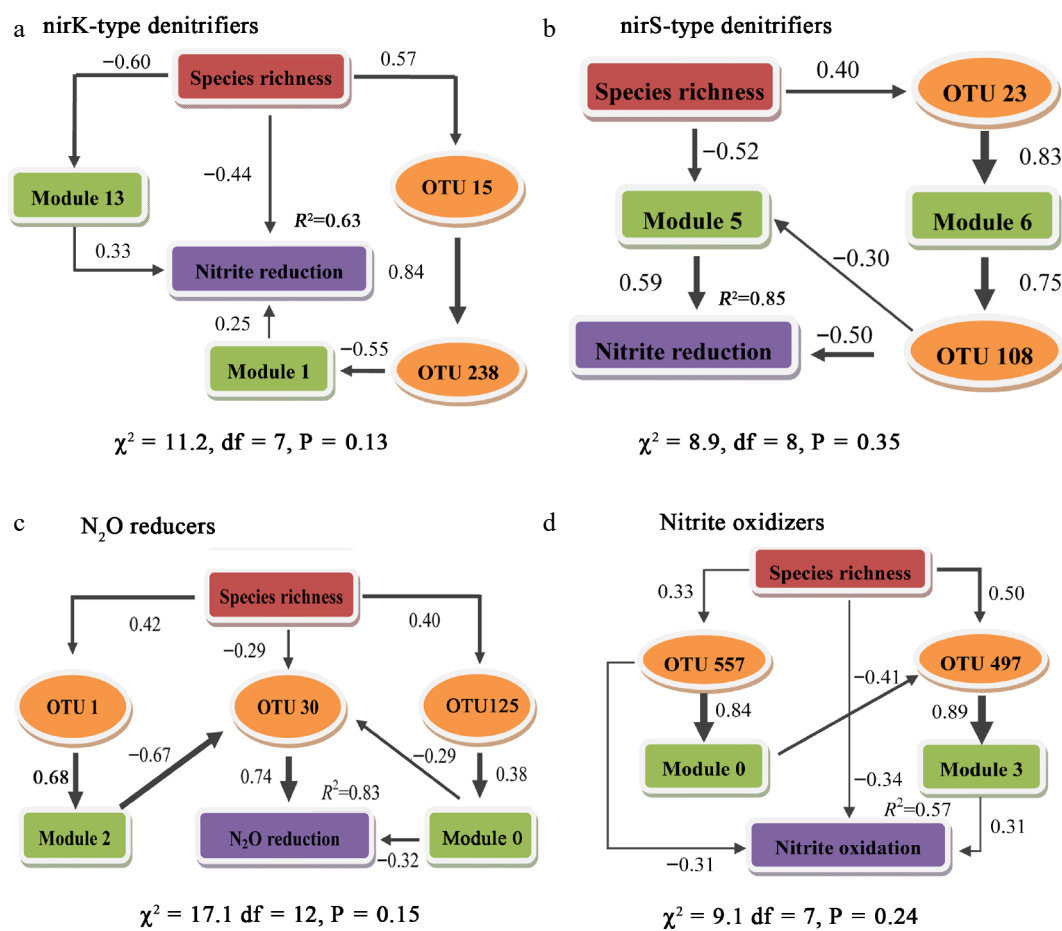 a nirK-type denitrifiers
−0.60
Species richness
0.57
−0.44
Module 13
OTU 15
R²=0.63
0.33
Nitrite reduction
0.84
0.25
−0.55
Module 1
OTU 238
χ² = 11.2, df = 7, P = 0.13
b nirS-type denitrifiers
Species richness
0.40
OTU 23
−0.52
0.83
Module 5
Module 6
−0.30
0.59
0.75
R²=0.85
Nitrite reduction
−0.50
OTU 108
χ² = 8.9, df = 8, P = 0.35
c N₂O reducers
Species richness
0.42
−0.29
0.40
OTU 1
OTU 30
OTU125
−0.67
−0.29
0.68
0.74
0.38
R²=0.83
Module 2
N₂O reduction
Module 0
−0.32
χ² = 17.1 df = 12, P = 0.15
d Nitrite oxidizers
Species richness
0.33
0.50
OTU 557
OTU 497
−0.41
0.84
0.89
Module 0
Module 3
−0.34
R²=0.57
0.31
Nitrite oxidation
−0.31
χ² = 9.1 df = 7, P = 0.24